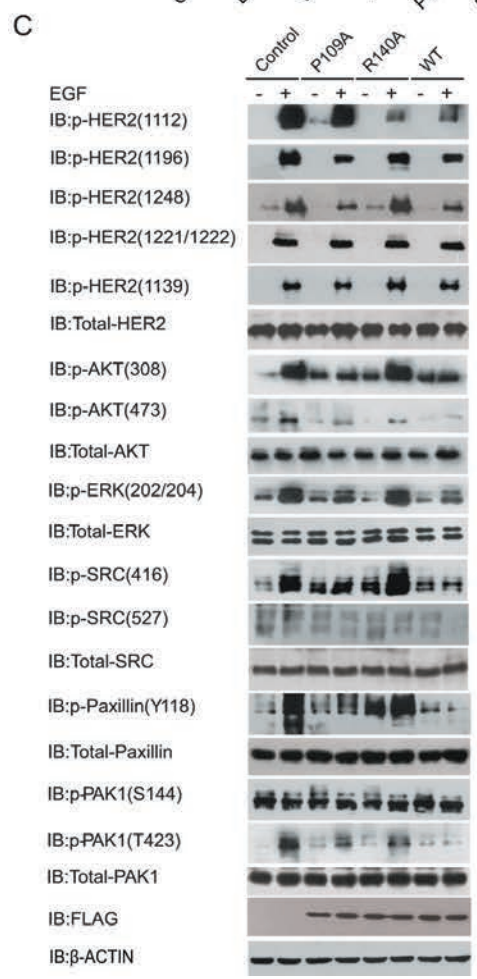 C
Control P109A R140A WT
EGF - + - + - + - +
IB:p-HER2(1112)
IB:p-HER2(1196)
IB:p-HER2(1248)
IB:p-HER2(1221/1222)
IB:p-HER2(1139)
IB:Total-HER2
IB:p-AKT(308)
IB:p-AKT(473)
IB:Total-AKT
IB:p-ERK(202/204)
IB:Total-ERK
IB:p-SRC(416)
IB:p-SRC(527)
IB:Total-SRC
IB:p-Paxillin(Y118)
IB:Total-Paxillin
IB:p-PAK1(S144)
IB:p-PAK1(T423)
IB:Total-PAK1
IB:FLAG
IB:β-ACTIN